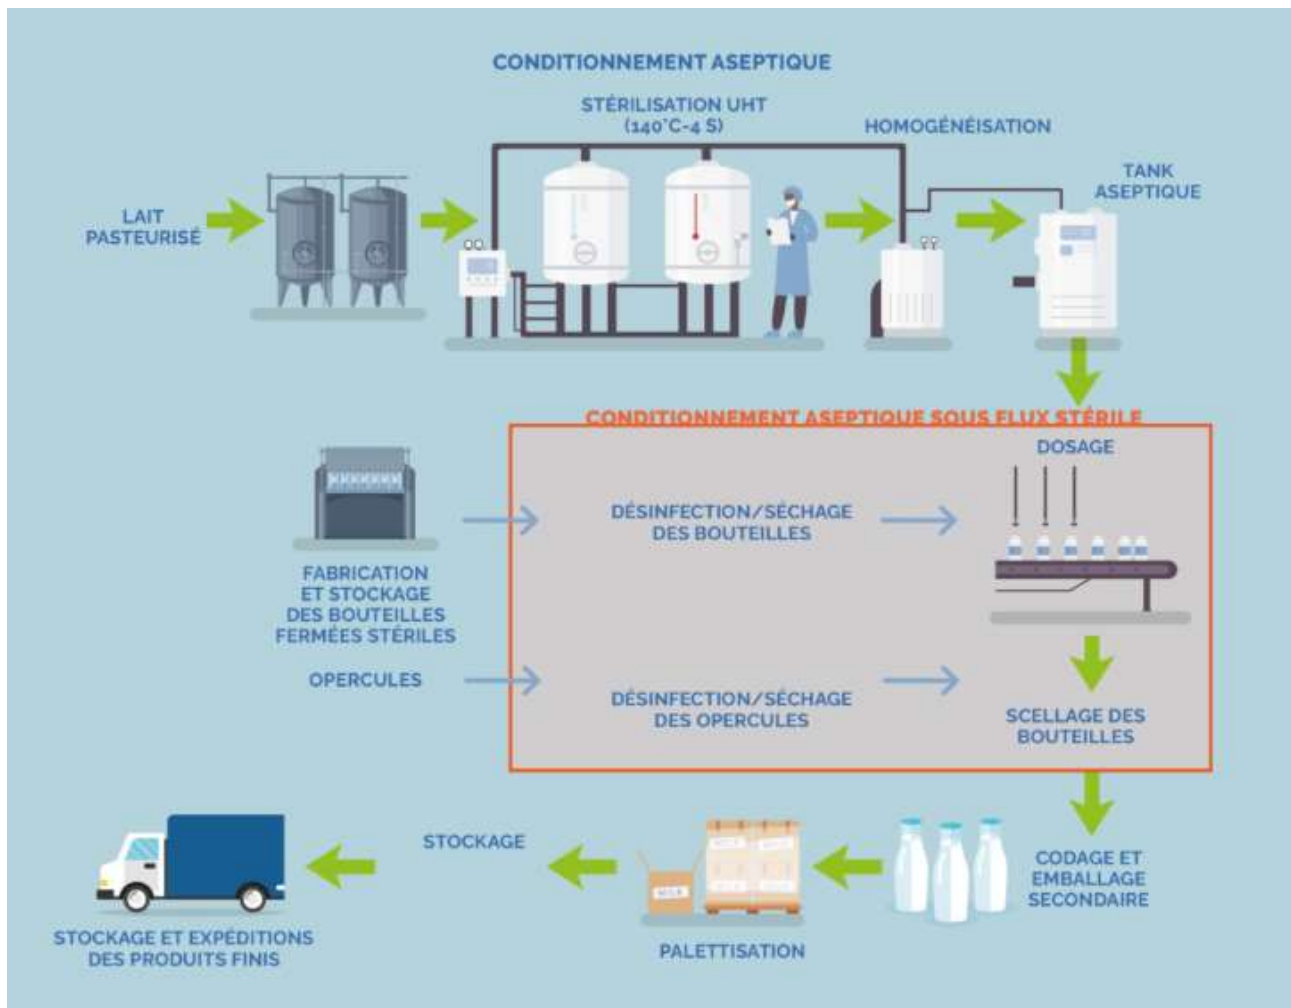 CONDITIONNEMENT ASEPTIQUE
STÉRILISATION UHT
(140°C-4 S)
HOMOGÉNÉISATION
TANK
ASEPTIQUE
LAIT
PASTEURISÉ
CONDITIONNEMENT ASEPTIQUE SOUS FLUX STÉRILE
DOSAGE
DÉSINFECTION/SÉCHAGE
DES BOUTEILLES
FABRICATION
ET STOCKAGE
DES BOUTEILLES
FERMÉES STÉRILES
OPERCULES
DÉSINFECTION/SÉCHAGE
DES OPERCULES
SCELLAGE DES
BOUTEILLES
CODAGE ET
EMBALLAGE
SECONDAIRE
MILK
PALETTISATION
STOCKAGE
STOCKAGE ET EXPÉDITIONS
DES PRODUITS FINIS